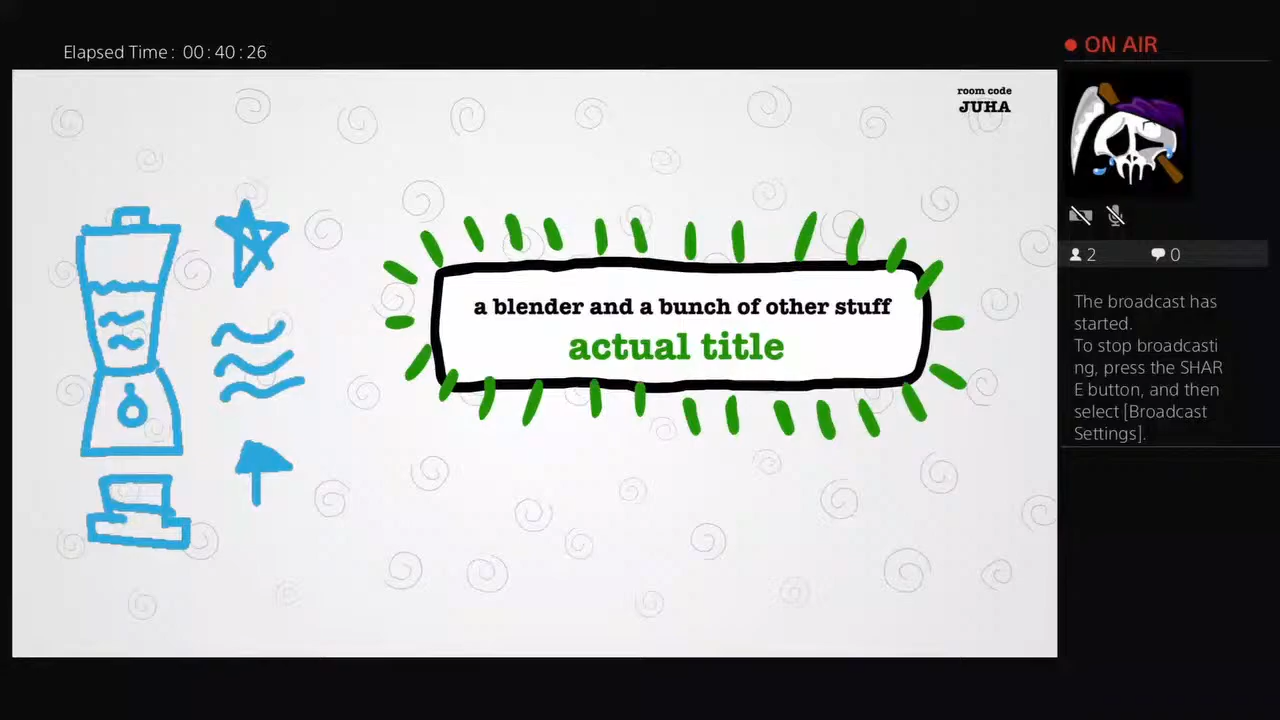 Elapsed Time: 00:40:26
ON AIR
room code
JUHA
a blender and a bunch of other stuff
actual title
2
0
The broadcast has
started.
To stop broadcasti
ng, press the SHAR
E button, and then
select [Broadcast
Settings].